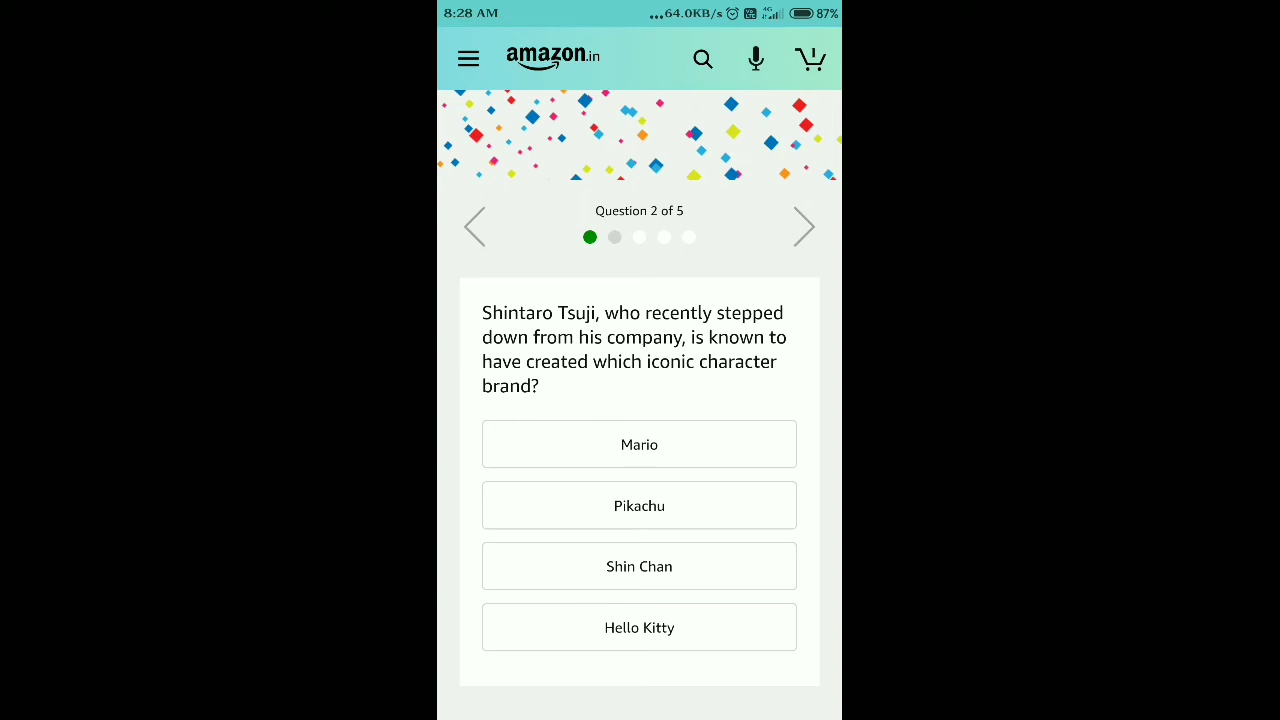 8:28 AM ...64.0KB/s 4G 87%
amazon.in
Question 2 of 5
Shintaro Tsuji, who recently stepped
down from his company, is known to
have created which iconic character
brand?
Mario
Pikachu
Shin Chan
Hello Kitty